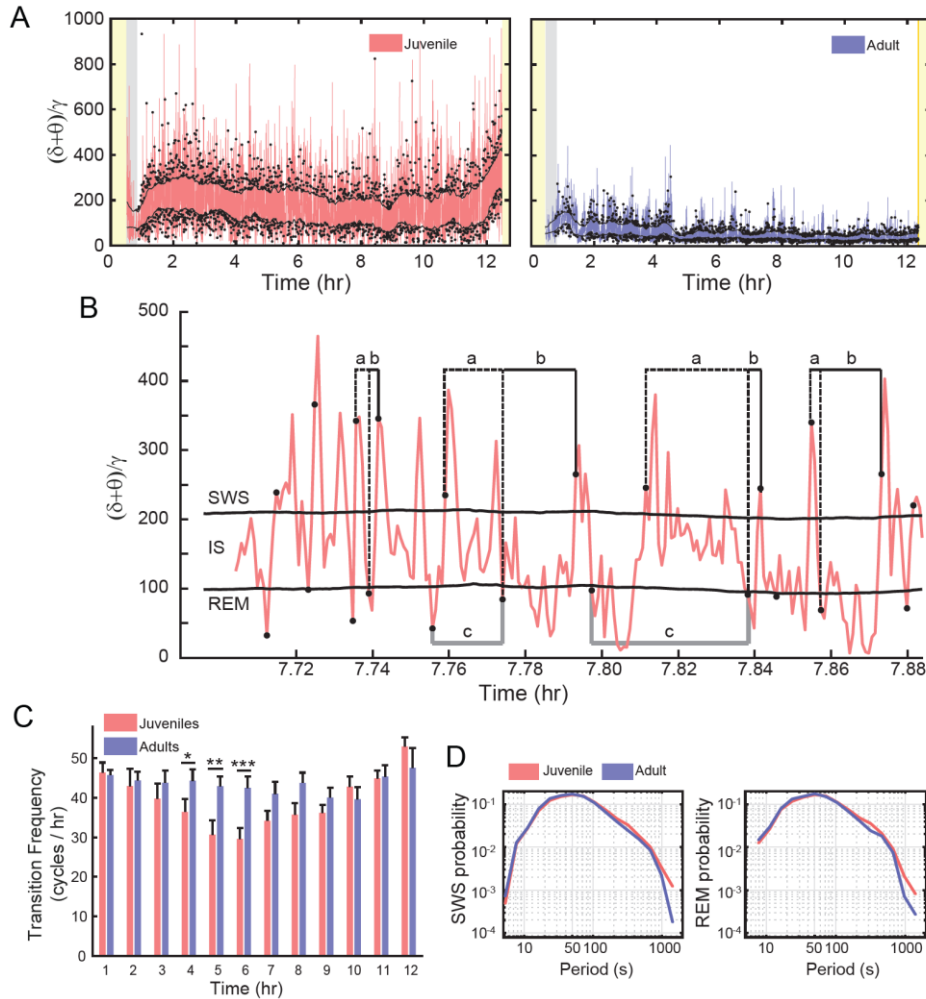 A
Juvenile
Adult
(δ+θ)/γ
1000
800
600
400
200
0
0 2 4 6 8 10 12
0 2 4 6 8 10 12
Time (hr)
Time (hr)
B
500
400
300
200
100
0
(δ+θ)/γ
a b
a b
a b
a b
SWS
IS
REM
c
c
7.72 7.74 7.76 7.78 7.80 7.82 7.84 7.86 7.88
Time (hr)
C
Juveniles
Adults
* ** ***
Transition Frequency
(cycles / hr)
50
40
30
20
10
0
1 2 3 4 5 6 7 8 9 10 11 12
Time (hr)
D
Juvenile Adult
SWS probability
10-1
10-2
10-3
10-4
10 50 100 1000
Period (s)
REM probability
10-1
10-2
10-3
10-4
10 50 100 1000
Period (s)